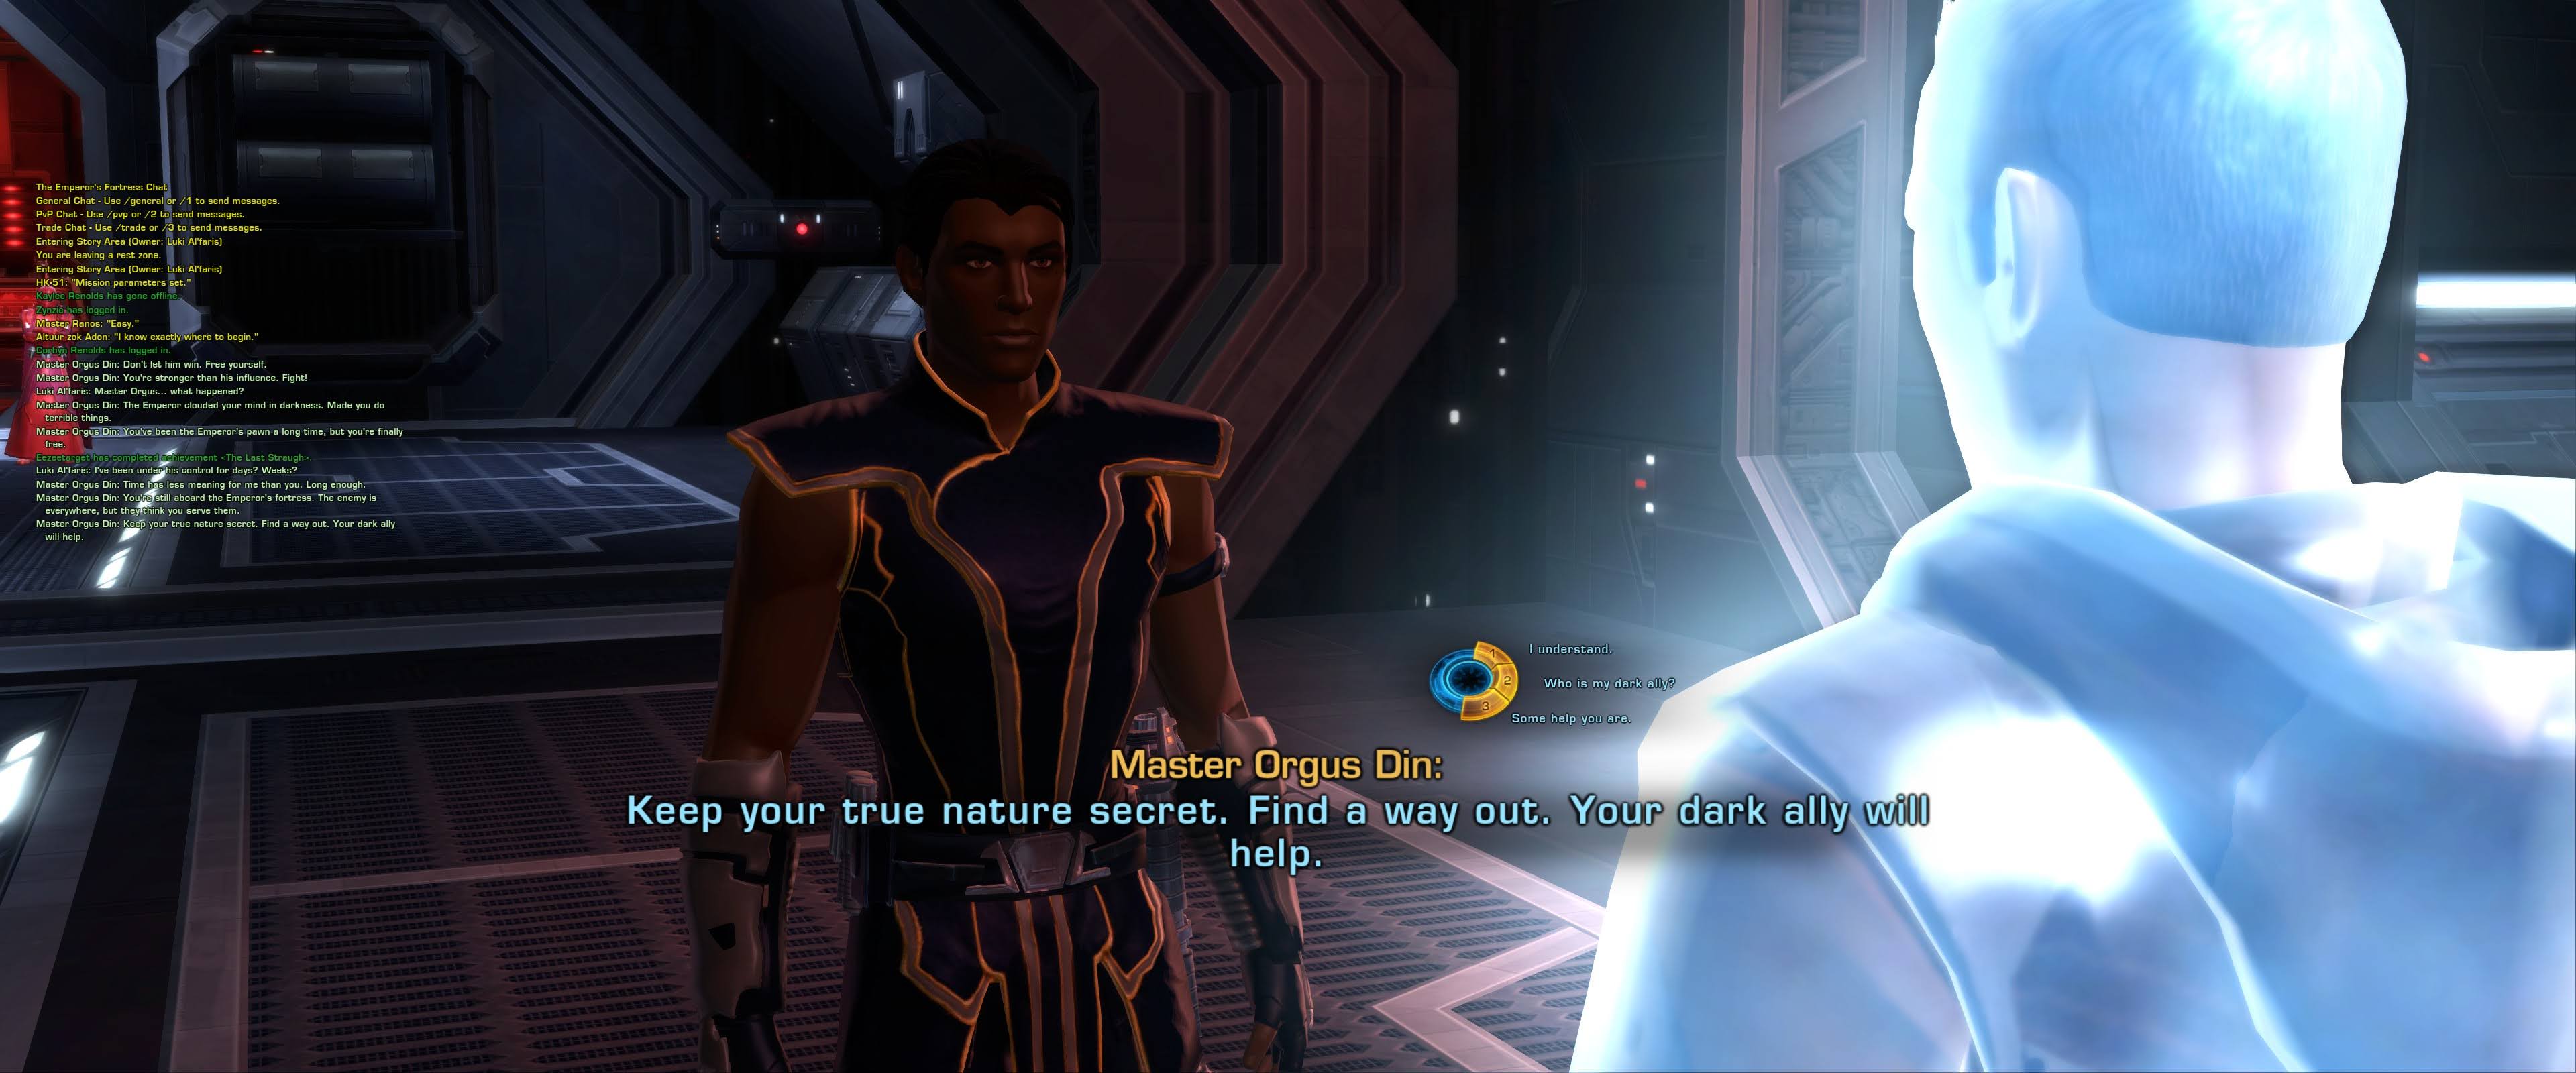 The Emperor's Fortress Chat
General Chat - Use /general or /1 to send messages.
PvP Chat - Use /pvp or /2 to send messages.
Trade Chat - Use /trade or /3 to send messages.
Entering Story Area (Owner: Luki Al'faris)
You are leaving a rest zone.
Entering Story Area (Owner: Luki Al'faris)
HK-51: "Mission parameters set."
Kaylee Renolds has gone offline.
Zynzie has logged in.
Master Ranos: "Easy."
Altuur zok Adon: "I know exactly where to begin."
Corbyn Renolds has logged in.
Master Orgus Din: Don't let him win. Free yourself.
Master Orgus Din: You're stronger than his influence. Fight!
Luki Al'faris: Master Orgus... what happened?
Master Orgus Din: The Emperor clouded your mind in darkness. Made you do
terrible things.
Master Orgus Din: You've been the Emperor's pawn a long time, but you're finally
free.
Eezeetarget has completed achievement <The Last Straugh>.
Luki Al'faris: I've been under his control for days? Weeks?
Master Orgus Din: Time has less meaning for me than you. Long enough.
Master Orgus Din: You're still aboard the Emperor's fortress. The enemy is
everywhere, but they think you serve them.
Master Orgus Din: Keep your true nature secret. Find a way out. Your dark ally
will help.
1 I understand.
2 Who is my dark ally?
3 Some help you are.
Master Orgus Din:
Keep your true nature secret. Find a way out. Your dark ally will
help.